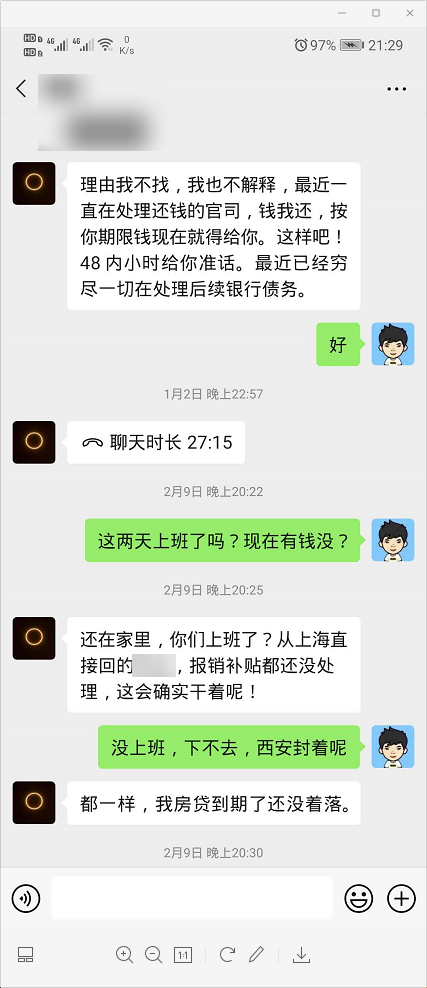 HD 1 4G 4G 0 97% 21:29
HD 2 K/s
理由我不找，我也不解释，最近一
直在处理还钱的官司，钱我还，按
你期限钱现在就得给你。这样吧！
48 内小时给你准话。最近已经穷
尽一切在处理后续银行债务。
好
1月2日 晚上22:57
聊天时长 27:15
2月9日 晚上20:22
这两天上班了吗？现在有钱没？
2月9日 晚上20:25
还在家里，你们上班了？从上海直
接回的，报销补贴都还没处
理，这会确实干着呢！
没上班，下不去，西安封着呢
都一样，我房贷到期了还没着落。
2月9日 晚上20:30
1:1